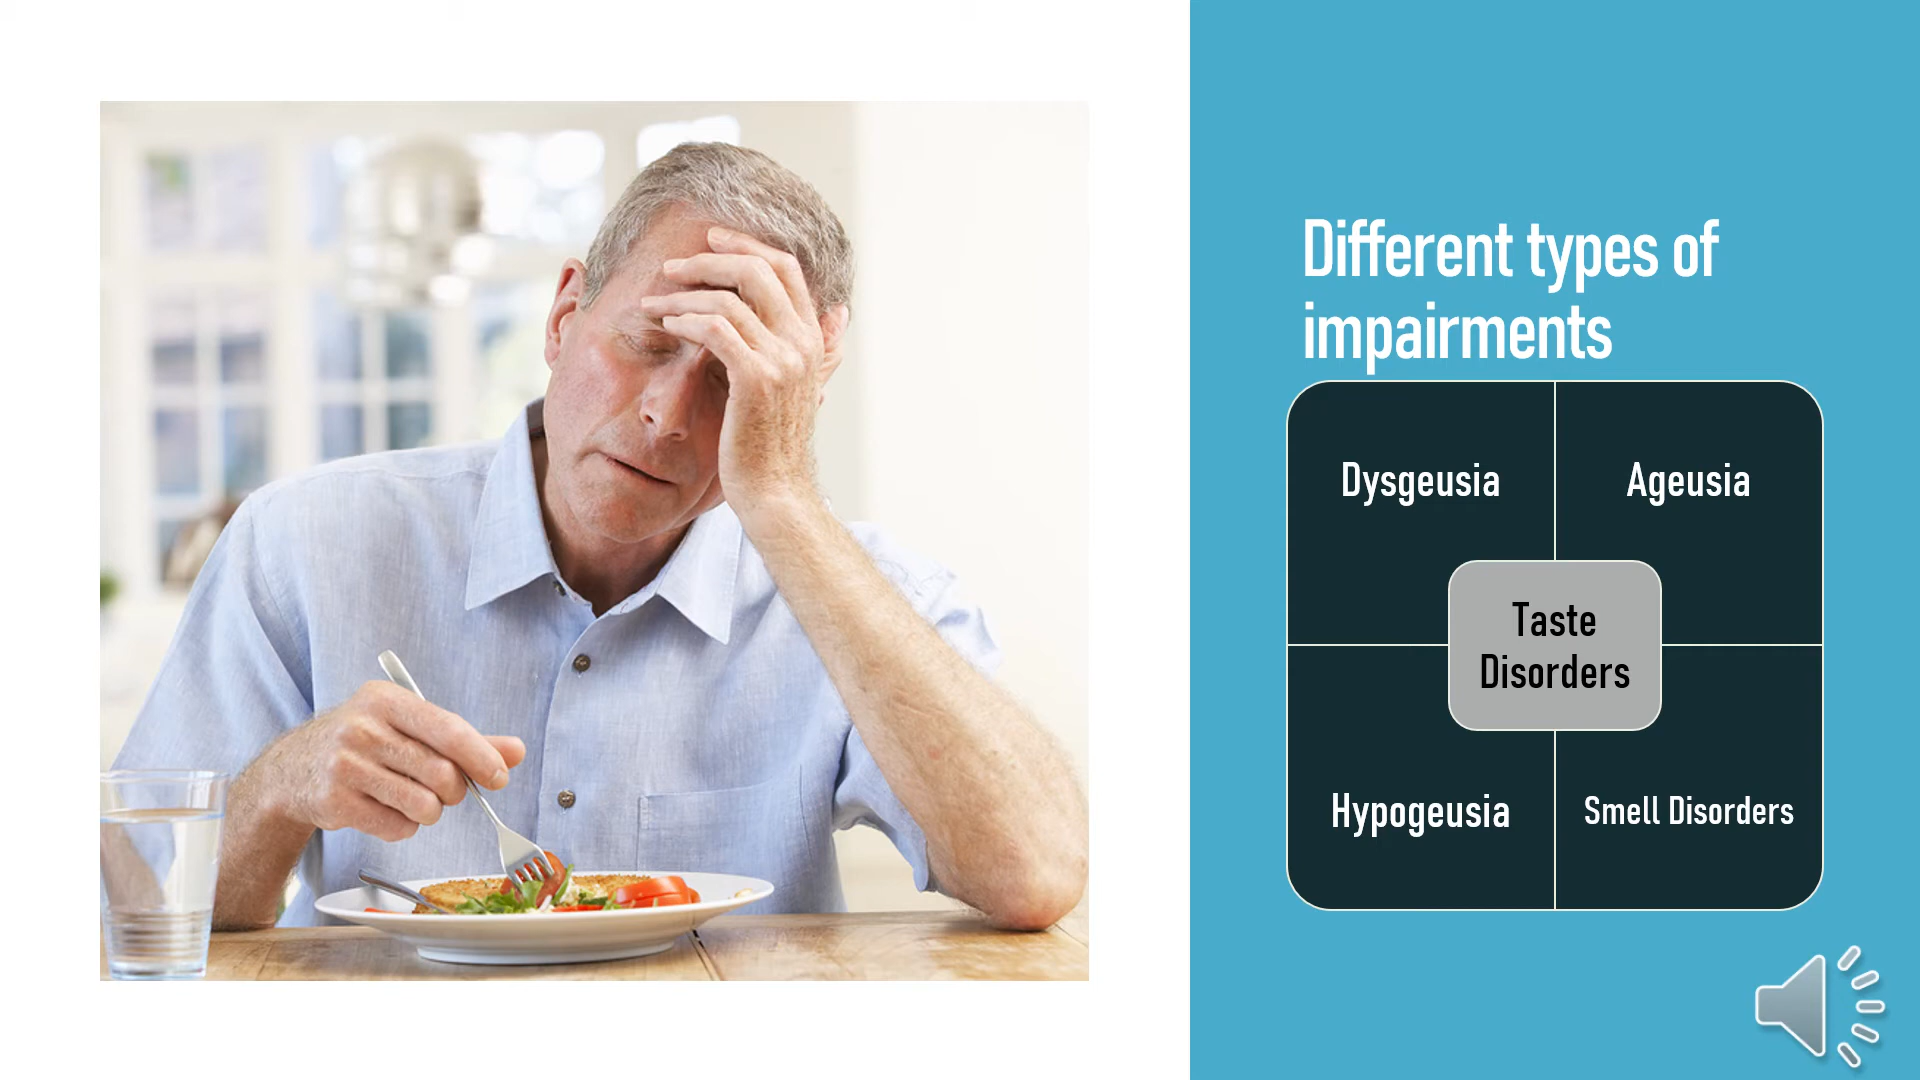 Different types of
impairments
Dysgeusia
Ageusia
Taste
Disorders
Hypogeusia
Smell Disorders